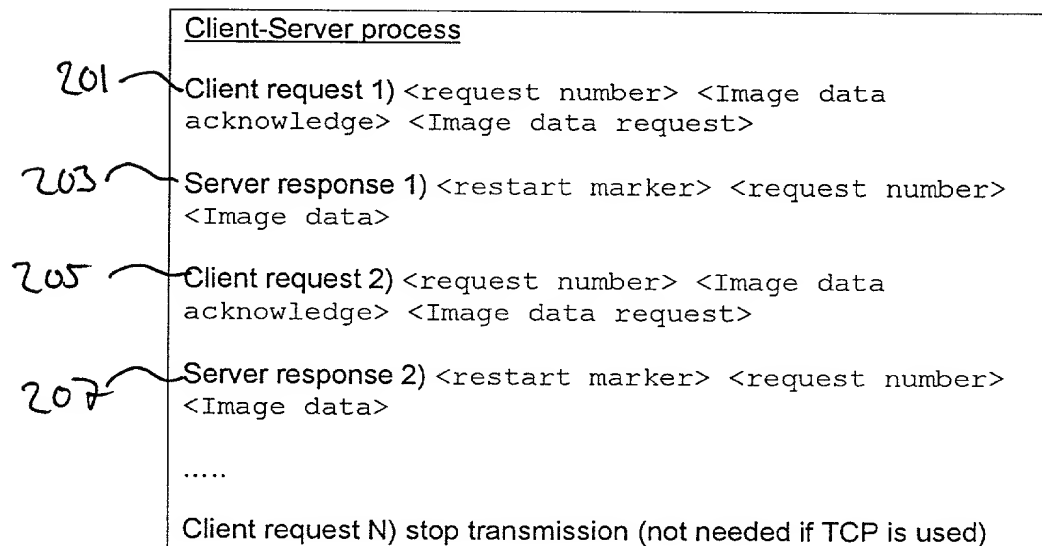 Client-Server process
201 Client request 1) <request number> <Image data
acknowledge> <Image data request>
203 Server response 1) <restart marker> <request number>
<Image data>
205 Client request 2) <request number> <Image data
acknowledge> <Image data request>
207 Server response 2) <restart marker> <request number>
<Image data>
.....
Client request N) stop transmission (not needed if TCP is used)